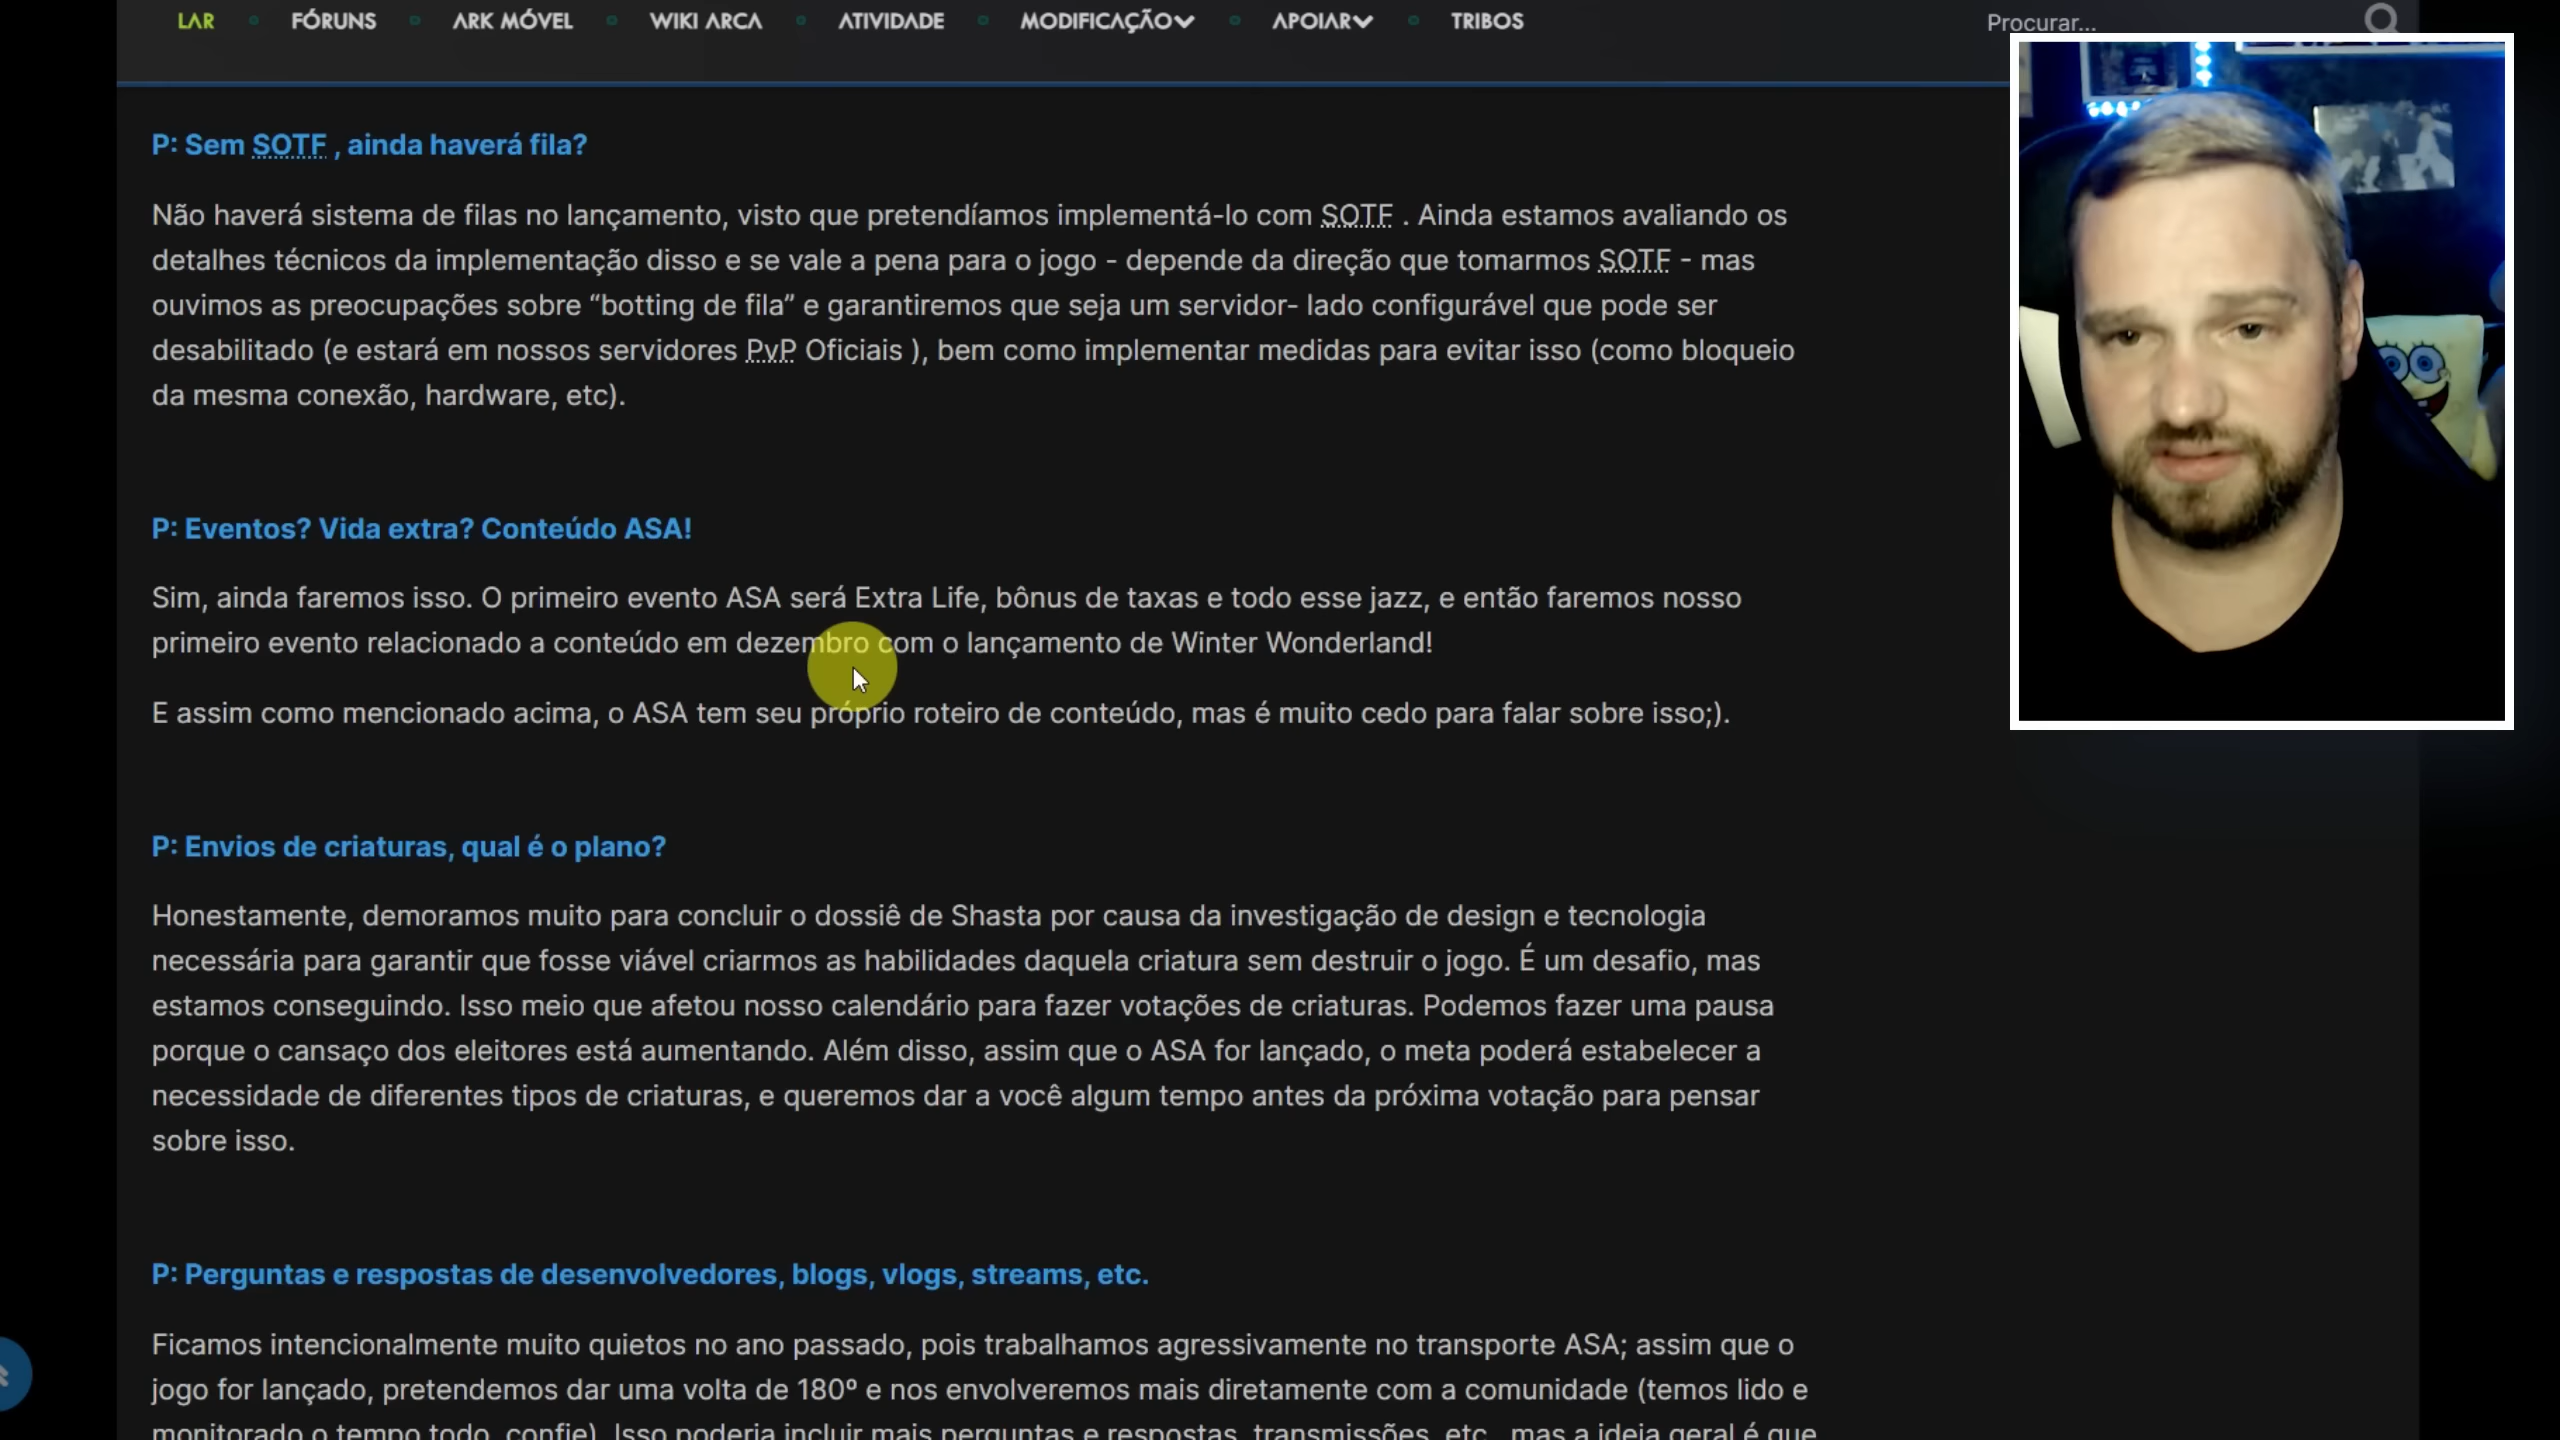 LAR FÓRUNS ARK MÓVEL WIKI ARCA ATIVIDADE MODIFICAÇÃO APOIAR TRIBOS Procurar...
P: Sem SOTF , ainda haverá fila?
Não haverá sistema de filas no lançamento, visto que pretendíamos implementá-lo com SOTF . Ainda estamos avaliando os
detalhes técnicos da implementação disso e se vale a pena para o jogo - depende da direção que tomarmos SOTF - mas
ouvimos as preocupações sobre “botting de fila” e garantiremos que seja um servidor- lado configurável que pode ser
desabilitado (e estará em nossos servidores PvP Oficiais ), bem como implementar medidas para evitar isso (como bloqueio
da mesma conexão, hardware, etc).
P: Eventos? Vida extra? Conteúdo ASA!
Sim, ainda faremos isso. O primeiro evento ASA será Extra Life, bônus de taxas e todo esse jazz, e então faremos nosso
primeiro evento relacionado a conteúdo em dezembro com o lançamento de Winter Wonderland!
E assim como mencionado acima, o ASA tem seu próprio roteiro de conteúdo, mas é muito cedo para falar sobre isso;).
P: Envios de criaturas, qual é o plano?
Honestamente, demoramos muito para concluir o dossiê de Shasta por causa da investigação de design e tecnologia
necessária para garantir que fosse viável criarmos as habilidades daquela criatura sem destruir o jogo. É um desafio, mas
estamos conseguindo. Isso meio que afetou nosso calendário para fazer votações de criaturas. Podemos fazer uma pausa
porque o cansaço dos eleitores está aumentando. Além disso, assim que o ASA for lançado, o meta poderá estabelecer a
necessidade de diferentes tipos de criaturas, e queremos dar a você algum tempo antes da próxima votação para pensar
sobre isso.
P: Perguntas e respostas de desenvolvedores, blogs, vlogs, streams, etc.
Ficamos intencionalmente muito quietos no ano passado, pois trabalhamos agressivamente no transporte ASA; assim que o
jogo for lançado, pretendemos dar uma volta de 180º e nos envolveremos mais diretamente com a comunidade (temos lido e
monitorado o tempo todo, confie). Isso poderia incluir mais perguntas e respostas, transmissões, etc., mas a ideia geral é que